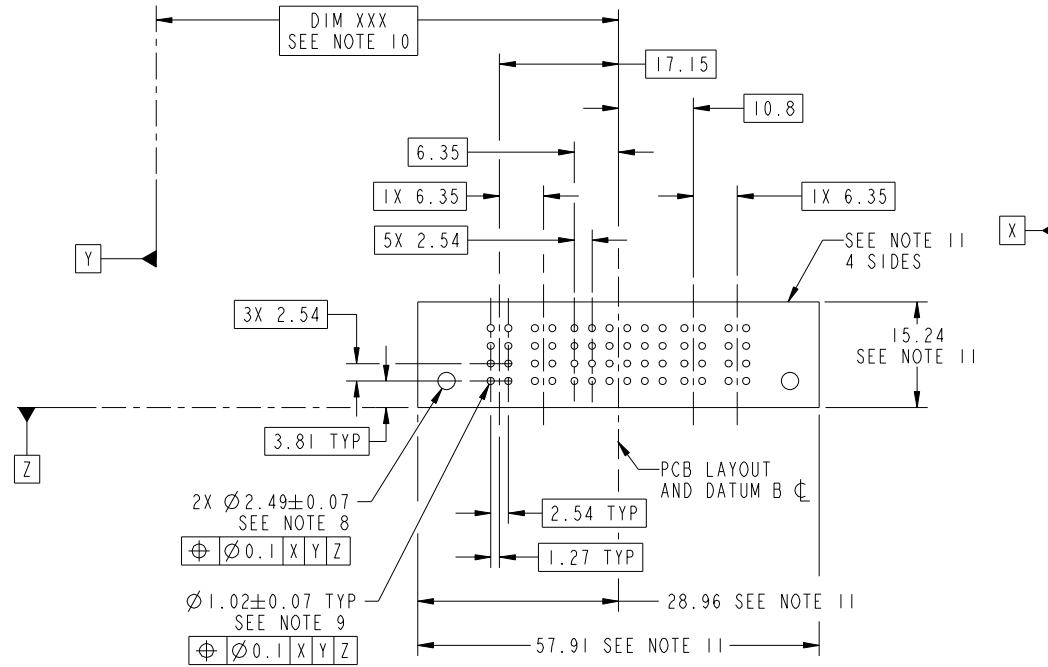 DIM XXX
SEE NOTE 10
17.15
10.8
6.35
1X 6.35
1X 6.35
5X 2.54
Y
X
SEE NOTE 11
4 SIDES
3X 2.54
15.24
SEE NOTE 11
3.81 TYP
Z
PCB LAYOUT
AND DATUM B ℄
2X Ø2.49±0.07
SEE NOTE 8
⌖ Ø0.1 X Y Z
2.54 TYP
1.27 TYP
Ø1.02±0.07 TYP
SEE NOTE 9
⌖ Ø0.1 X Y Z
28.96 SEE NOTE 11
57.91 SEE NOTE 11